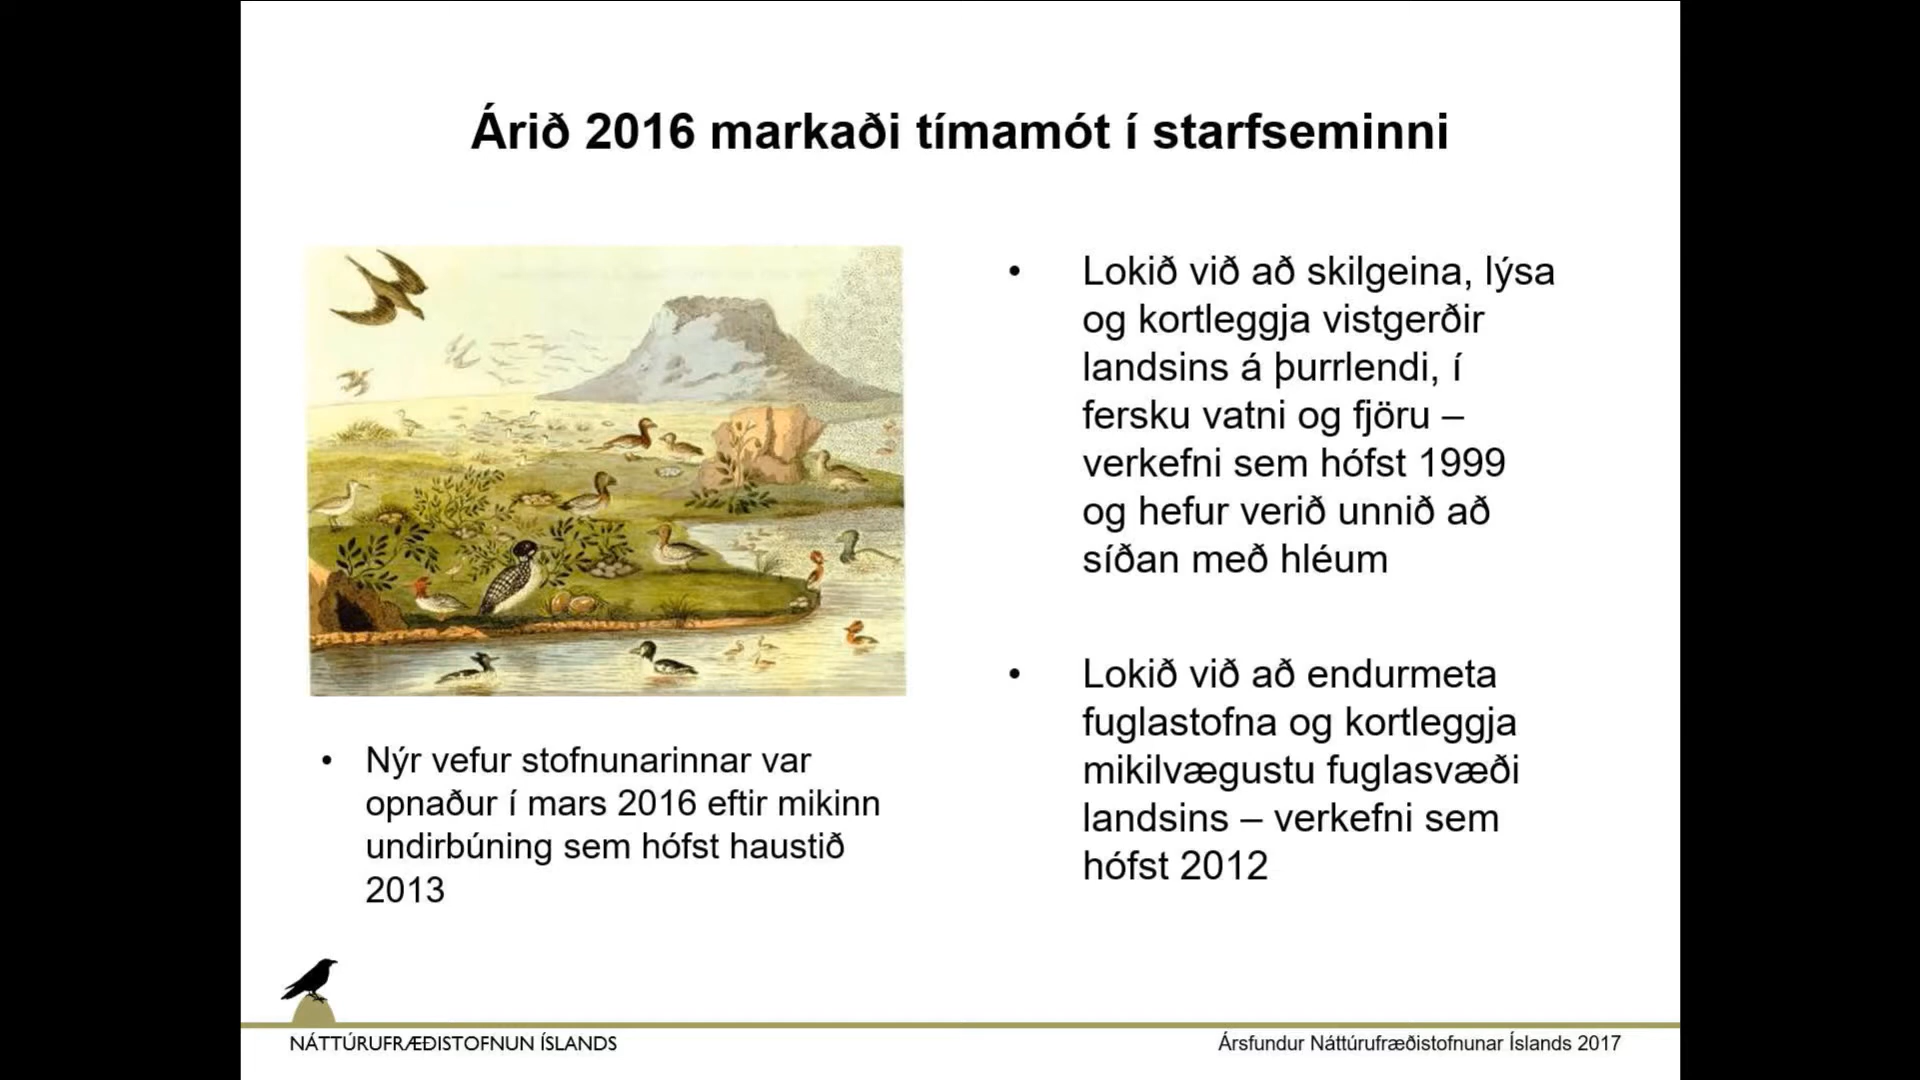 Árið 2016 markaði tímamót í starfseminni
Nýr vefur stofnunarinnar var
opnaður í mars 2016 eftir mikinn
undirbúning sem hófst haustið
2013
Lokið við að skilgeina, lýsa
og kortleggja vistgerðir
landsins á þurrlendi, í
fersku vatni og fjöru –
verkefni sem hófst 1999
og hefur verið unnið að
síðan með hléum
Lokið við að endurmeta
fuglastofna og kortleggja
mikilvægustu fuglasvæði
landsins – verkefni sem
hófst 2012
NÁTTÚRUFRÆÐISTOFNUN ÍSLANDS
Ársfundur Náttúrufræðistofnunar Íslands 2017